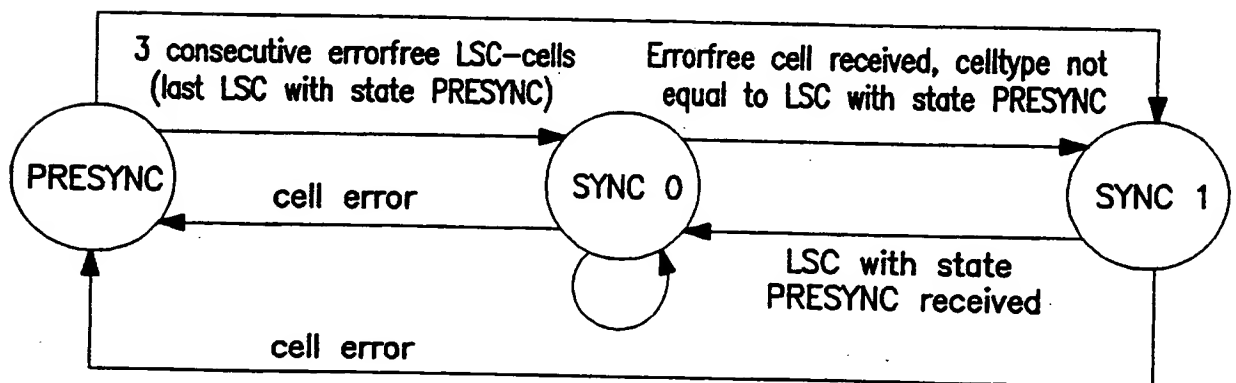 3 consecutive errorfree LSC-cells
(last LSC with state PRESYNC)
Errorfree cell received, celltype not
equal to LSC with state PRESYNC
PRESYNC
SYNC 0
SYNC 1
cell error
LSC with state
PRESYNC received
cell error